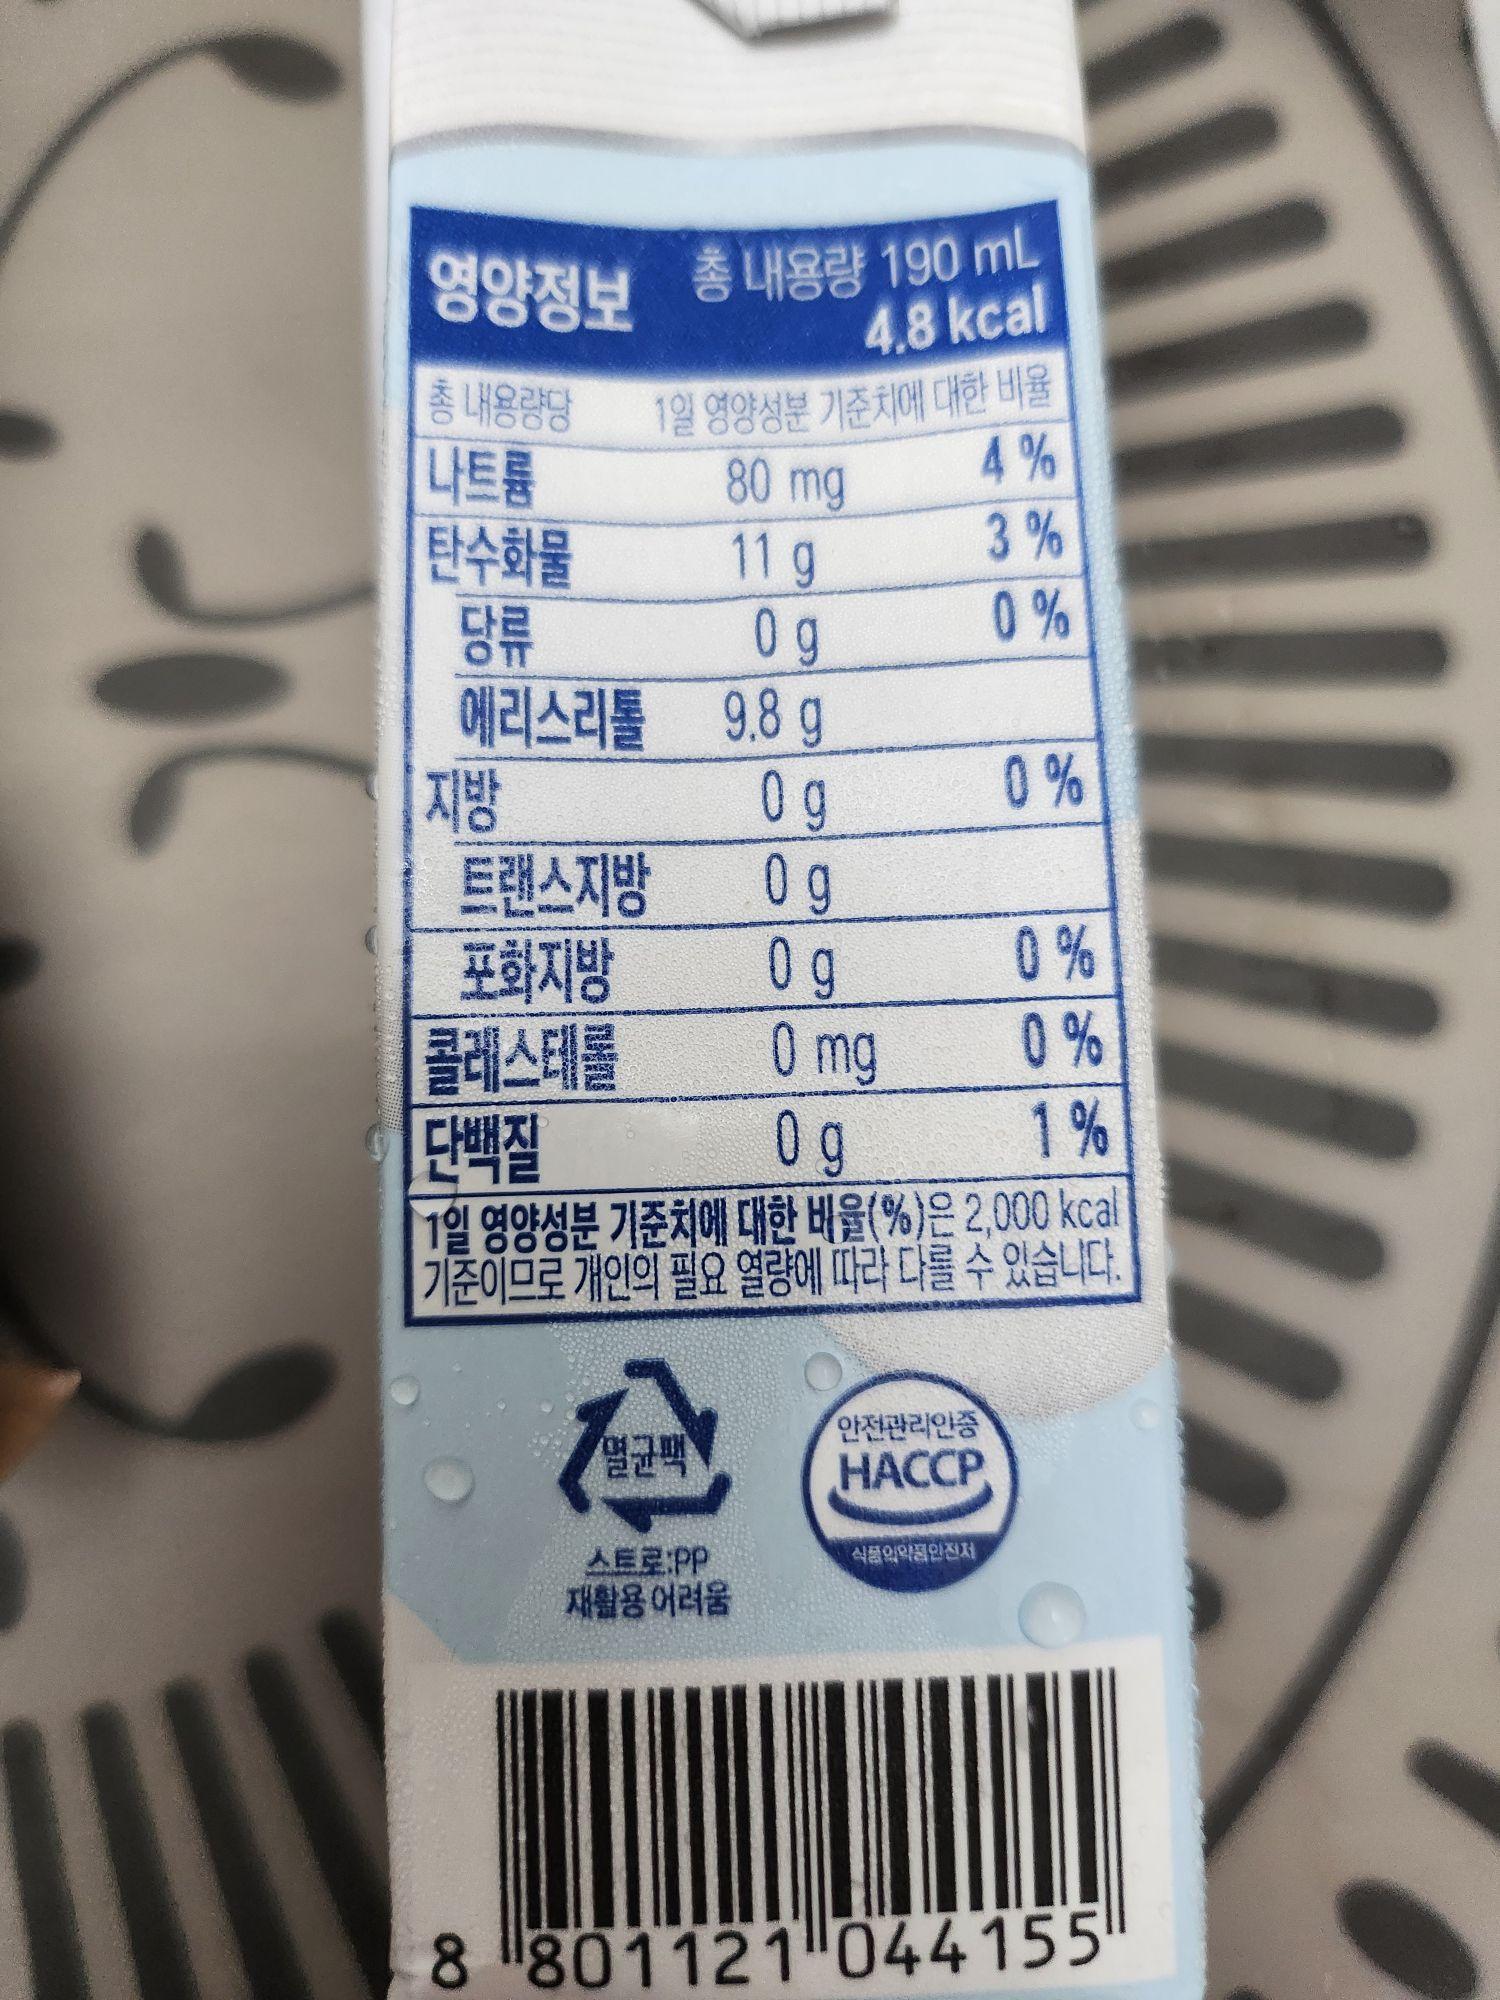 영양정보 총 내용량 190 mL
4.8 kcal
총 내용량당 1일 영양성분 기준치에 대한 비율
나트륨 80 mg 4 %
탄수화물 11 g 3 %
당류 0 g 0 %
에리스리톨 9.8 g
지방 0 g 0 %
트랜스지방 0 g
포화지방 0 g 0 %
콜레스테롤 0 mg 0 %
단백질 0 g 1 %
1일 영양성분 기준치에 대한 비율(%)은 2,000 kcal
기준이므로 개인의 필요 열량에 따라 다를 수 있습니다.
멸균팩
스트로:PP
재활용 어려움
안전관리인증
HACCP
식품의약품안전처
8 801121 044155